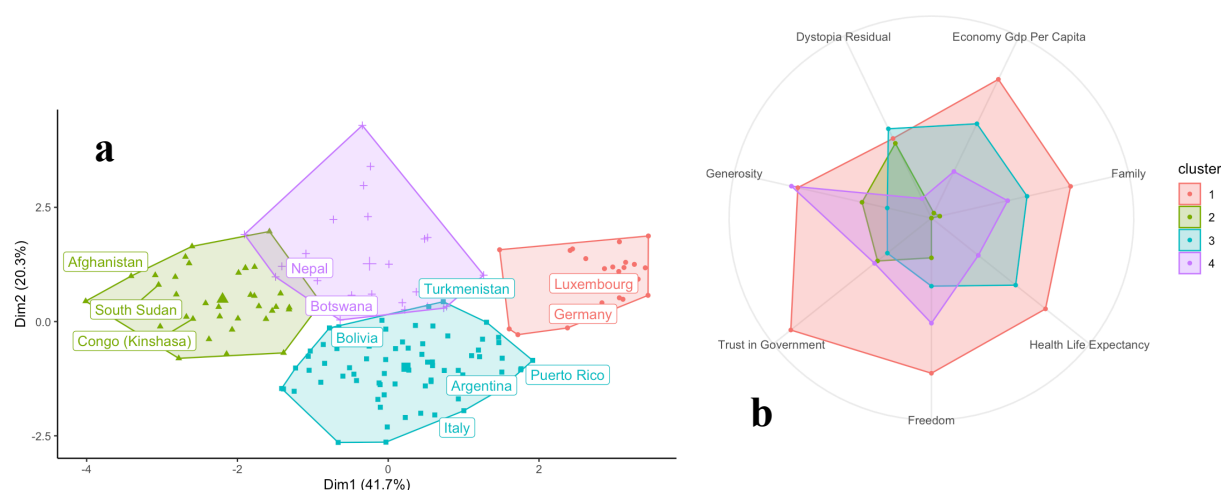 a
2.5
0.0
-2.5
Dim2 (20.3%)
-4
-2
0
2
Dim1 (41.7%)
Afghanistan
South Sudan
Congo (Kinshasa)
Nepal
Botswana
Turkmenistan
Bolivia
Argentina
Puerto Rico
Italy
Luxembourg
Germany
b
Dystopia Residual
Economy Gdp Per Capita
Generosity
Family
Trust in Government
Health Life Expectancy
Freedom
cluster
1
2
3
4